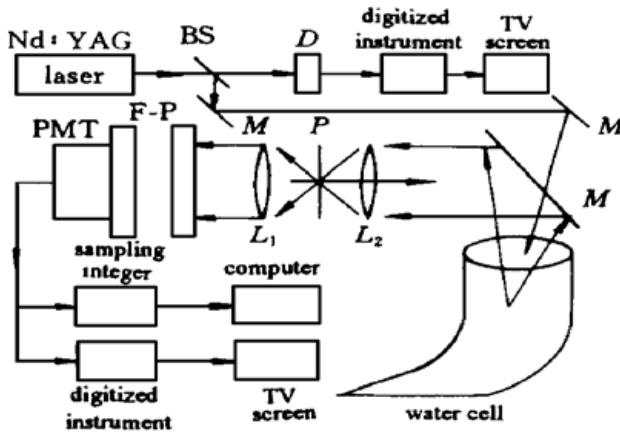 Nd: YAG
laser
BS
D
digitized
instrument
TV
screen
F-P
PMT
M
P
M
M
L1
L2
sampling
integer
computer
digitized
instrument
TV
screen
water cell